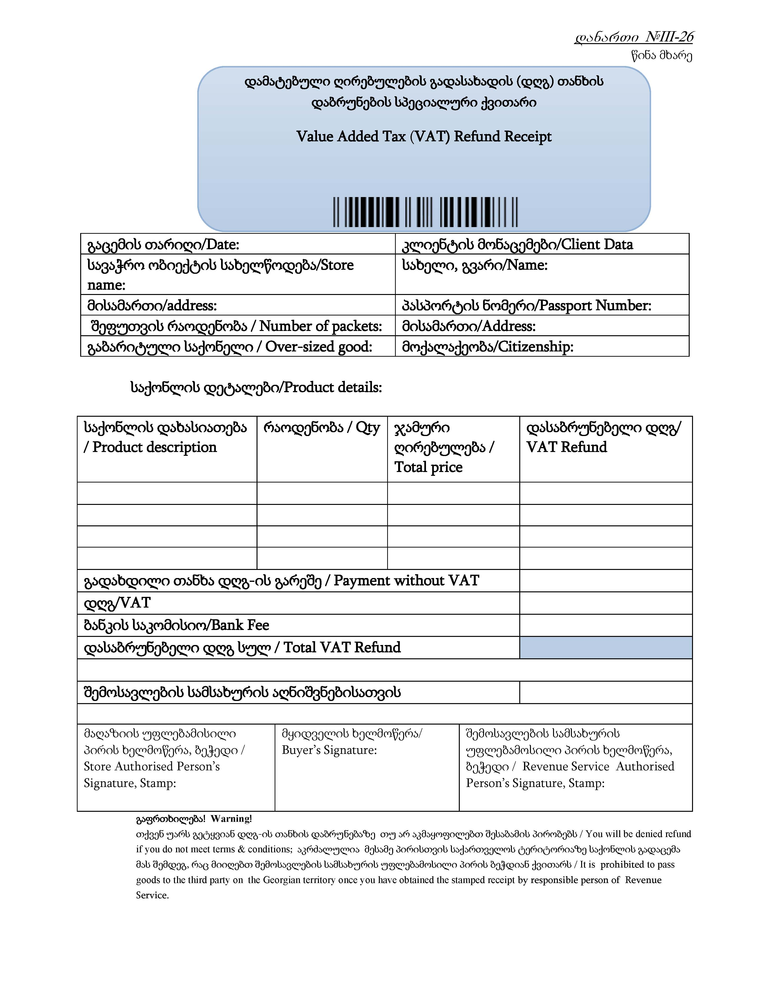 დანართი №III-26
წინა მხარე
დამატებული ღირებულების გადასახადის (დღგ) თანხის
დაბრუნების სპეციალური ქვითარი
Value Added Tax (VAT) Refund Receipt
გაცემის თარიღი/Date:
კლიენტის მონაცემები/Client Data
სავაჭრო ობიექტის სახელწოდება/Store
name:
სახელი, გვარი/Name:
მისამართი/address:
პასპორტის ნომერი/Passport Number:
შეფუთვის რაოდენობა / Number of packets:
მისამართი/Address:
გაბარიტული საქონელი / Over-sized good:
მოქალაქეობა/Citizenship:
საქონლის დეტალები/Product details:
საქონლის დახასიათება
/ Product description
რაოდენობა / Qty
ჯამური
ღირებულება /
Total price
დასაბრუნებელი დღგ/
VAT Refund
გადახდილი თანხა დღგ-ის გარეშე / Payment without VAT
დღგ/VAT
ბანკის საკომისიო/Bank Fee
დასაბრუნებელი დღგ სულ / Total VAT Refund
შემოსავლების სამსახურის აღნიშვნებისათვის
მაღაზიის უფლებამისილი
პირის ხელმოწერა, ბეჭედი /
Store Authorised Person’s
Signature, Stamp:
მყიდველის ხელმოწერა/
Buyer’s Signature:
შემოსავლების სამსახურის
უფლებამოსილი პირის ხელმოწერა,
ბეჭედი / Revenue Service Authorised
Person’s Signature, Stamp:
გაფრთხილება! Warning!
თქვენ უარს გეტყვიან დღგ-ის თანხის დაბრუნებაზე თუ არ აკმაყოფილებთ შესაბამის პირობებს / You will be denied refund
if you do not meet terms & conditions; აკრძალულია მესამე პირისთვის საქართველოს ტერიტორიაზე საქონლის გადაცემა
მას შემდეგ, რაც მიიღებთ შემოსავლების სამსახურის უფლებამოსილი პირის ბეჭდიან ქვითარს / It is prohibited to pass
goods to the third party on the Georgian territory once you have obtained the stamped receipt by responsible person of Revenue
Service.